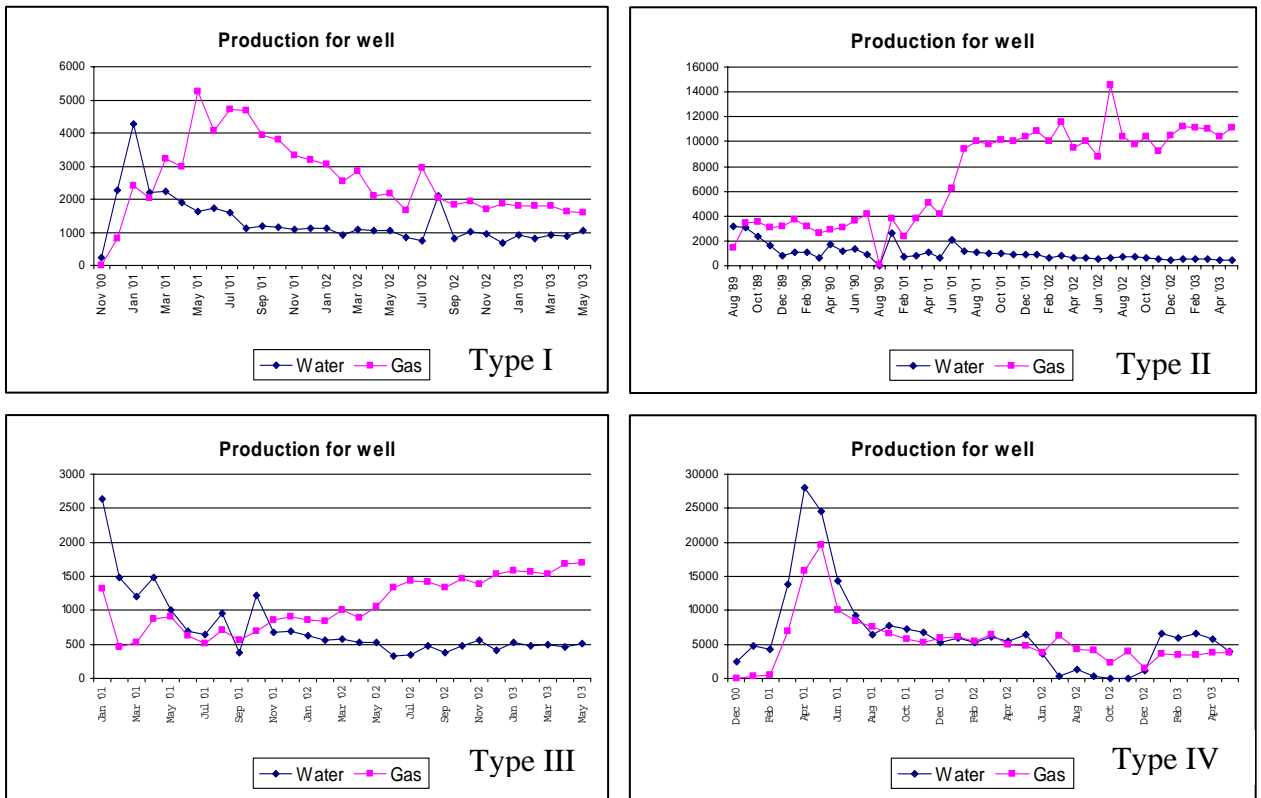 Production for well
6000
5000
4000
3000
2000
1000
0
Nov '00
Jan '01
Mar '01
May '01
Jul '01
Sep '01
Nov '01
Jan '02
Mar '02
May '02
Jul '02
Sep '02
Nov '02
Jan '03
Mar '03
May '03
Water Gas
Type I
Production for well
16000
14000
12000
10000
8000
6000
4000
2000
0
Aug '89
Oct '89
Dec '89
Feb '90
Apr '90
Jun '90
Aug '90
Feb '01
Apr '01
Jun '01
Aug '01
Oct '01
Dec '01
Feb '02
Apr '02
Jun '02
Aug '02
Oct '02
Dec '02
Feb '03
Apr '03
Water Gas
Type II
Production for well
3000
2500
2000
1500
1000
500
0
Jan '01
Mar '01
May '01
Jul '01
Sep '01
Nov '01
Jan '02
Mar '02
May '02
Jul '02
Sep '02
Nov '02
Jan '03
Mar '03
May '03
Water Gas
Type III
Production for well
30000
25000
20000
15000
10000
5000
0
Dec '00
Feb '01
Apr '01
Jun '01
Aug '01
Oct '01
Dec '01
Feb '02
Apr '02
Jun '02
Aug '02
Oct '02
Dec '02
Feb '03
Apr '03
Water Gas
Type IV